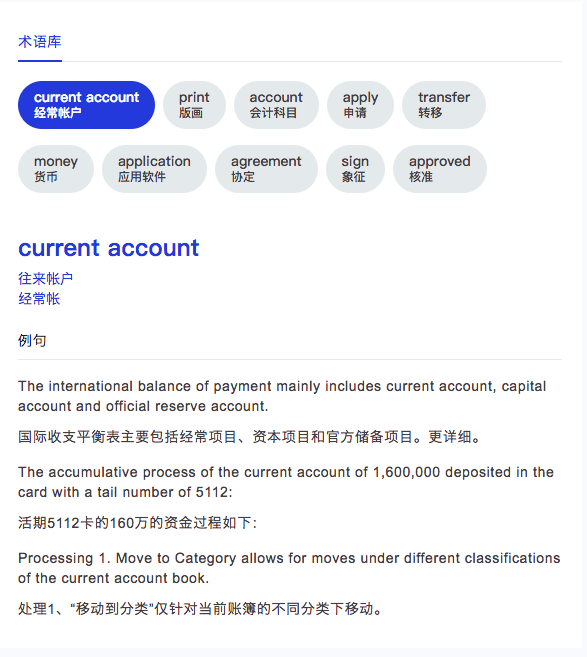 术语库
current account
经常帐户
print
版画
account
会计科目
apply
申请
transfer
转移
money
货币
application
应用软件
agreement
协定
sign
象征
approved
核准
current account
往来帐户
经常帐
例句
The international balance of payment mainly includes current account, capital
account and official reserve account.
国际收支平衡表主要包括经常项目、资本项目和官方储备项目。更详细。
The accumulative process of the current account of 1,600,000 deposited in the
card with a tail number of 5112:
活期5112卡的160万的资金过程如下：
Processing 1. Move to Category allows for moves under different classifications
of the current account book.
处理1、“移动到分类”仅针对当前账簿的不同分类下移动。